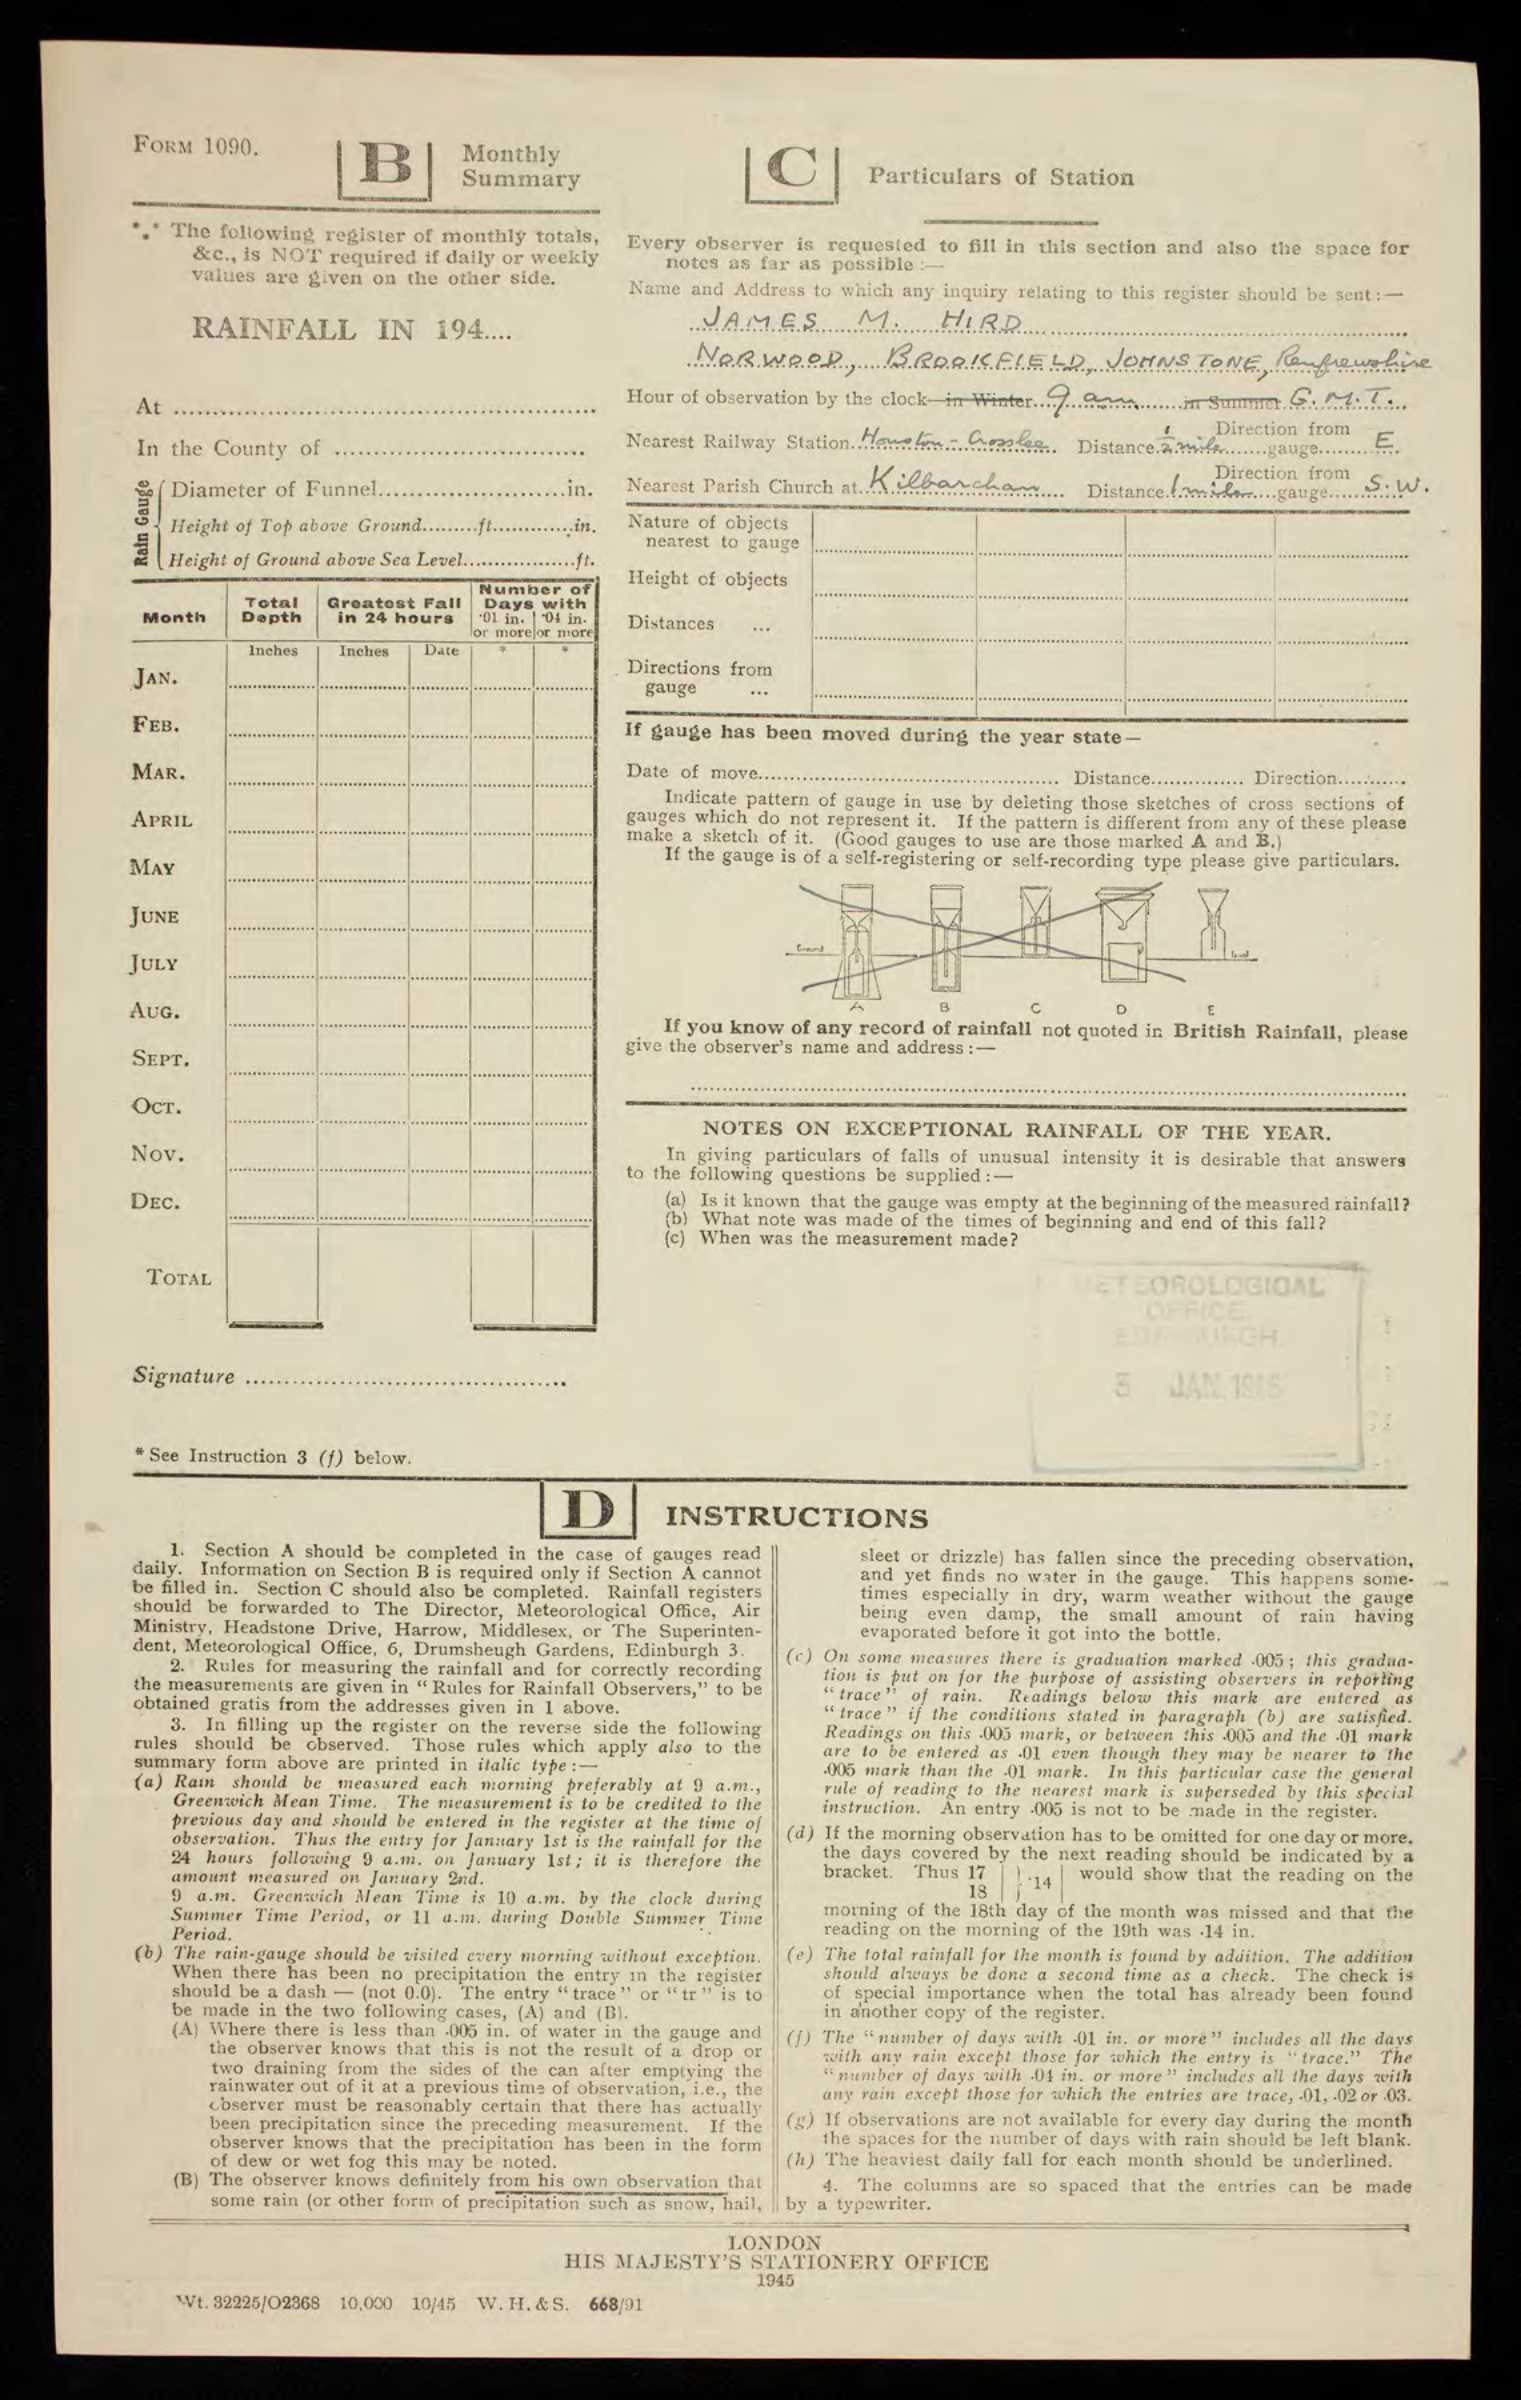 FORM 1090.
B
Monthly
Summary
*.* The following register of monthly totals,
&c., is NOT required if daily or weekly
values are given on the other side.
RAINFALL IN 194....
At
In the County of
Rain Gauge
Diameter of Funnel in.
Height of Top above Ground ft. in.
Height of Ground above Sea Level ft.
Month
Total
Depth
Greatest Fall
in 24 hours
Number of
Days with
·01 in. ·04 in.
or more or more
Inches Inches Date * *
JAN.
FEB.
MAR.
APRIL
MAY
JUNE
JULY
AUG.
SEPT.
OCT.
NOV.
DEC.
TOTAL
Signature
* See Instruction 3 (f) below.
C
Particulars of Station
Every observer is requested to fill in this section and also the space for
notes as far as possible :—
Name and Address to which any inquiry relating to this register should be sent :—
JAMES M. HIRD
NORWOOD, BROOKFIELD, JOHNSTONE, Renfrewshire
Hour of observation by the clock—in Winter 9 am in Summer G.M.T.
Nearest Railway Station Houston - Crosslee Distance ½ mile Direction from gauge E
Nearest Parish Church at Kilbarchan Distance 1 mile Direction from gauge S.W.
Nature of objects
nearest to gauge
Height of objects
Distances ...
Directions from
gauge ...
If gauge has been moved during the year state—
Date of move Distance Direction
Indicate pattern of gauge in use by deleting those sketches of cross sections of
gauges which do not represent it. If the pattern is different from any of these please
make a sketch of it. (Good gauges to use are those marked A and B.)
If the gauge is of a self-registering or self-recording type please give particulars.
Ground
A B C D E
If you know of any record of rainfall not quoted in British Rainfall, please
give the observer's name and address :—
NOTES ON EXCEPTIONAL RAINFALL OF THE YEAR.
In giving particulars of falls of unusual intensity it is desirable that answers
to the following questions be supplied :—
(a) Is it known that the gauge was empty at the beginning of the measured rainfall?
(b) What note was made of the times of beginning and end of this fall?
(c) When was the measurement made?
METEOROLOGICAL
OFFICE,
EDINBURGH
3 JAN. 1946
D
INSTRUCTIONS
1. Section A should be completed in the case of gauges read
daily. Information on Section B is required only if Section A cannot
be filled in. Section C should also be completed. Rainfall registers
should be forwarded to The Director, Meteorological Office, Air
Ministry, Headstone Drive, Harrow, Middlesex, or The Superinten-
dent, Meteorological Office, 6, Drumsheugh Gardens, Edinburgh 3.
2. Rules for measuring the rainfall and for correctly recording
the measurements are given in "Rules for Rainfall Observers," to be
obtained gratis from the addresses given in 1 above.
3. In filling up the register on the reverse side the following
rules should be observed. Those rules which apply also to the
summary form above are printed in italic type :—
(a) Rain should be measured each morning preferably at 9 a.m.,
Greenwich Mean Time. The measurement is to be credited to the
previous day and should be entered in the register at the time of
observation. Thus the entry for January 1st is the rainfall for the
24 hours following 9 a.m. on January 1st; it is therefore the
amount measured on January 2nd.
9 a.m. Greenwich Mean Time is 10 a.m. by the clock during
Summer Time Period, or 11 a.m. during Double Summer Time
Period.
(b) The rain-gauge should be visited every morning without exception.
When there has been no precipitation the entry in the register
should be a dash — (not 0.0). The entry "trace" or "tr" is to
be made in the two following cases, (A) and (B).
(A) Where there is less than ·005 in. of water in the gauge and
the observer knows that this is not the result of a drop or
two draining from the sides of the can after emptying the
rainwater out of it at a previous time of observation, i.e., the
observer must be reasonably certain that there has actually
been precipitation since the preceding measurement. If the
observer knows that the precipitation has been in the form
of dew or wet fog this may be noted.
(B) The observer knows definitely from his own observation that
some rain (or other form of precipitation such as snow, hail,
sleet or drizzle) has fallen since the preceding observation,
and yet finds no water in the gauge. This happens some-
times especially in dry, warm weather without the gauge
being even damp, the small amount of rain having
evaporated before it got into the bottle.
(c) On some measures there is graduation marked ·005; this gradua-
tion is put on for the purpose of assisting observers in reporting
"trace" of rain. Readings below this mark are entered as
"trace" if the conditions stated in paragraph (b) are satisfied.
Readings on this ·005 mark, or between this ·005 and the ·01 mark
are to be entered as ·01 even though they may be nearer to the
·005 mark than the ·01 mark. In this particular case the general
rule of reading to the nearest mark is superseded by this special
instruction. An entry ·005 is not to be made in the register.
(d) If the morning observation has to be omitted for one day or more,
the days covered by the next reading should be indicated by a
bracket. Thus 17 | } ·14 | would show that the reading on the
18
morning of the 18th day of the month was missed and that the
reading on the morning of the 19th was ·14 in.
(e) The total rainfall for the month is found by addition. The addition
should always be done a second time as a check. The check is
of special importance when the total has already been found
in another copy of the register.
(f) The "number of days with ·01 in. or more" includes all the days
with any rain except those for which the entry is "trace." The
"number of days with ·04 in. or more" includes all the days with
any rain except those for which the entries are trace, ·01, ·02 or ·03.
(g) If observations are not available for every day during the month
the spaces for the number of days with rain should be left blank.
(h) The heaviest daily fall for each month should be underlined.
4. The columns are so spaced that the entries can be made
by a typewriter.
LONDON
HIS MAJESTY'S STATIONERY OFFICE
1945
Wt. 32225/O2368 10,000 10/45 W. H. & S. 668/91